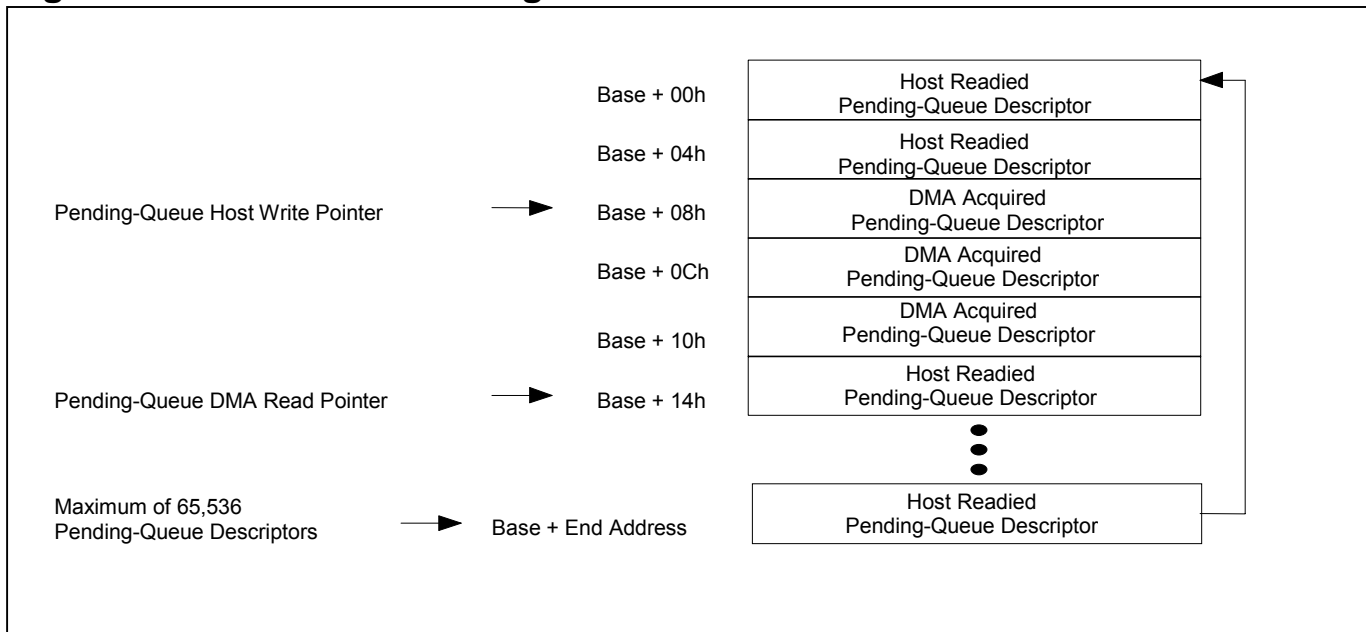 Base + 00h
Host Readied
Pending-Queue Descriptor
Base + 04h
Host Readied
Pending-Queue Descriptor
Pending-Queue Host Write Pointer
Base + 08h
DMA Acquired
Pending-Queue Descriptor
Base + 0Ch
DMA Acquired
Pending-Queue Descriptor
Base + 10h
DMA Acquired
Pending-Queue Descriptor
Pending-Queue DMA Read Pointer
Base + 14h
Host Readied
Pending-Queue Descriptor
Maximum of 65,536
Pending-Queue Descriptors
Base + End Address
Host Readied
Pending-Queue Descriptor